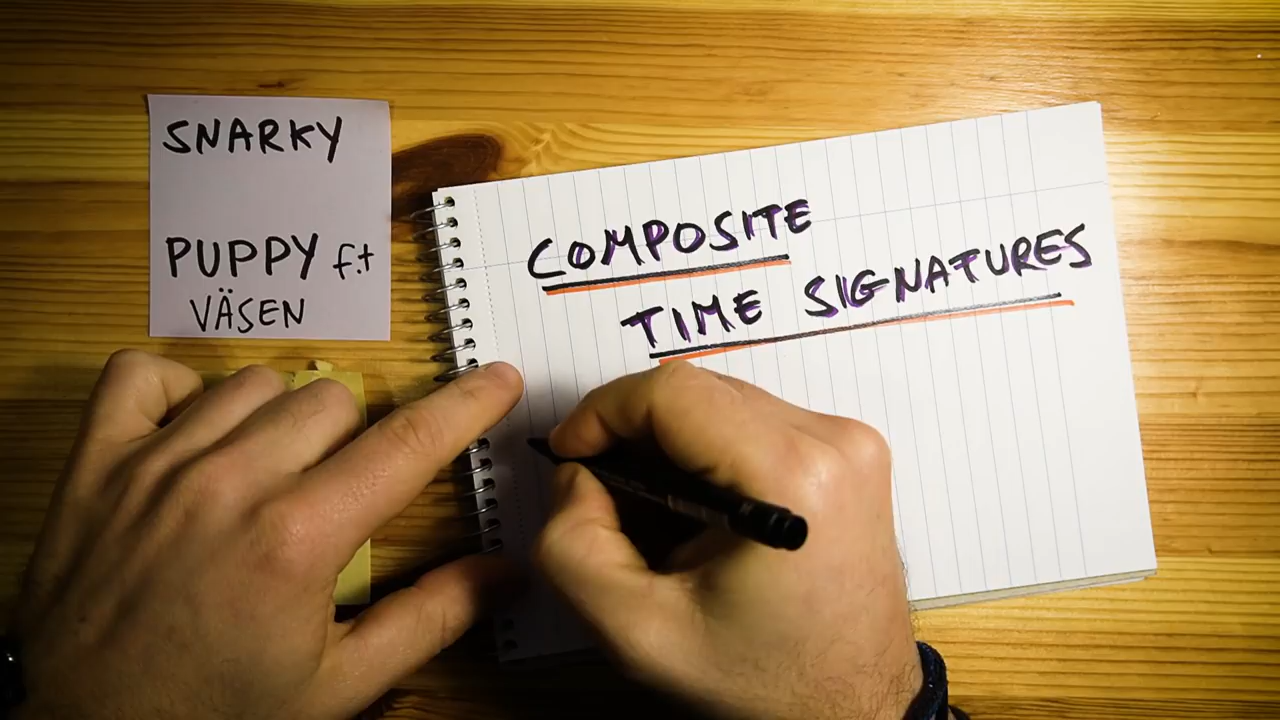 SNARKY
PUPPY f.t
VÄSEN
COMPOSITE
TIME SIGNATURES